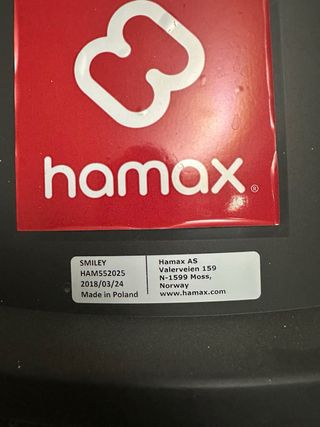 hamax®
SMILEY
HAM552025
2018/03/24
Made in Poland
Hamax AS
Valerveien 159
N-1599 Moss,
Norway
www.hamax.com